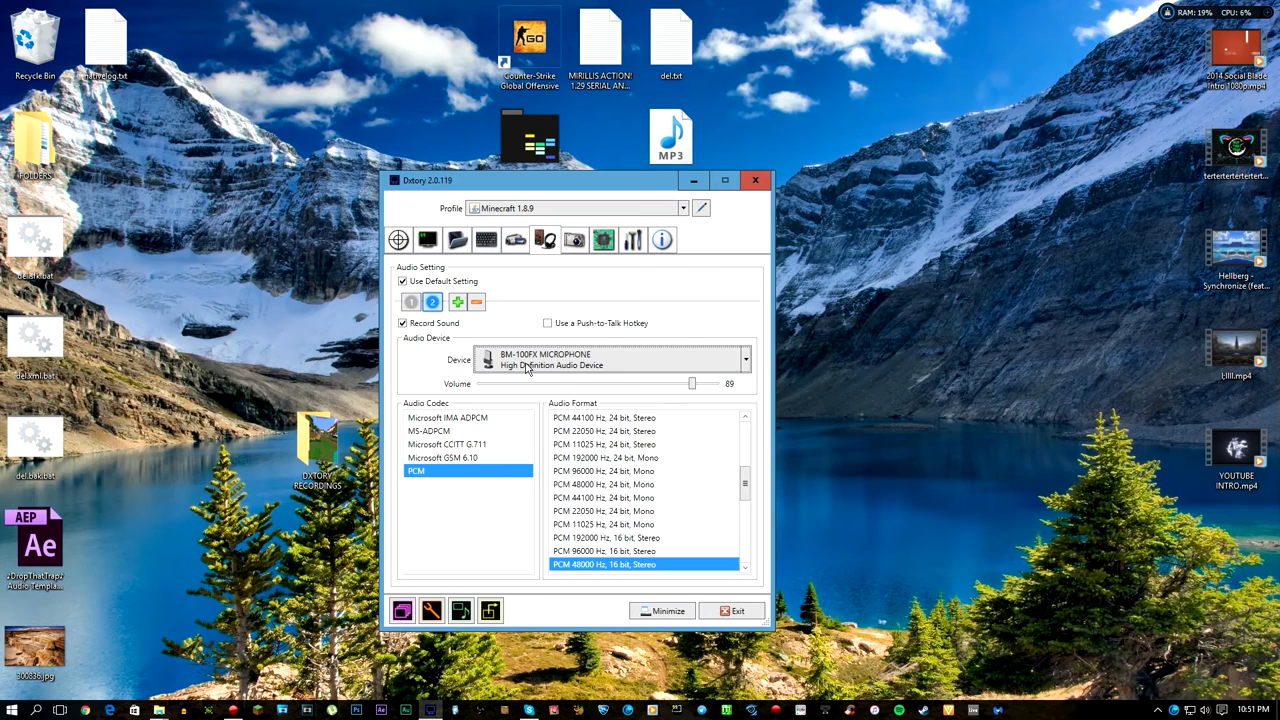 RAM: 19% CPU: 6%
Recycle Bin
nativelog.txt
GO
Counter-Strike
Global Offensive
MIRILLIS ACTION!
1.29 SERIAL AN...
del.txt
2014 Social Blade
Intro 1080p.mp4
FOLDERS
MP3
tertertertertertert...
Dxtory 2.0.119
Profile
Minecraft 1.8.9
Audio Setting
Use Default Setting
1
2
Record Sound
Use a Push-to-Talk Hotkey
Audio Device
Device
BM-100FX MICROPHONE
High Definition Audio Device
Volume
89
Audio Codec
Microsoft IMA ADPCM
MS-ADPCM
Microsoft CCITT G.711
Microsoft GSM 6.10
PCM
Audio Format
PCM 44100 Hz, 24 bit, Stereo
PCM 22050 Hz, 24 bit, Stereo
PCM 11025 Hz, 24 bit, Stereo
PCM 192000 Hz, 24 bit, Mono
PCM 96000 Hz, 24 bit, Mono
PCM 48000 Hz, 24 bit, Mono
PCM 44100 Hz, 24 bit, Mono
PCM 22050 Hz, 24 bit, Mono
PCM 11025 Hz, 24 bit, Mono
PCM 192000 Hz, 16 bit, Stereo
PCM 96000 Hz, 16 bit, Stereo
PCM 48000 Hz, 16 bit, Stereo
Minimize
Exit
Hellberg -
Synchronize (feat...
del.xml.bat
del.bak.bat
DXTORY
RECORDINGS
YOUTUBE
INTRO.mp4
AEP
Ae
Audio Templa...
300836.jpg
10:51 PM